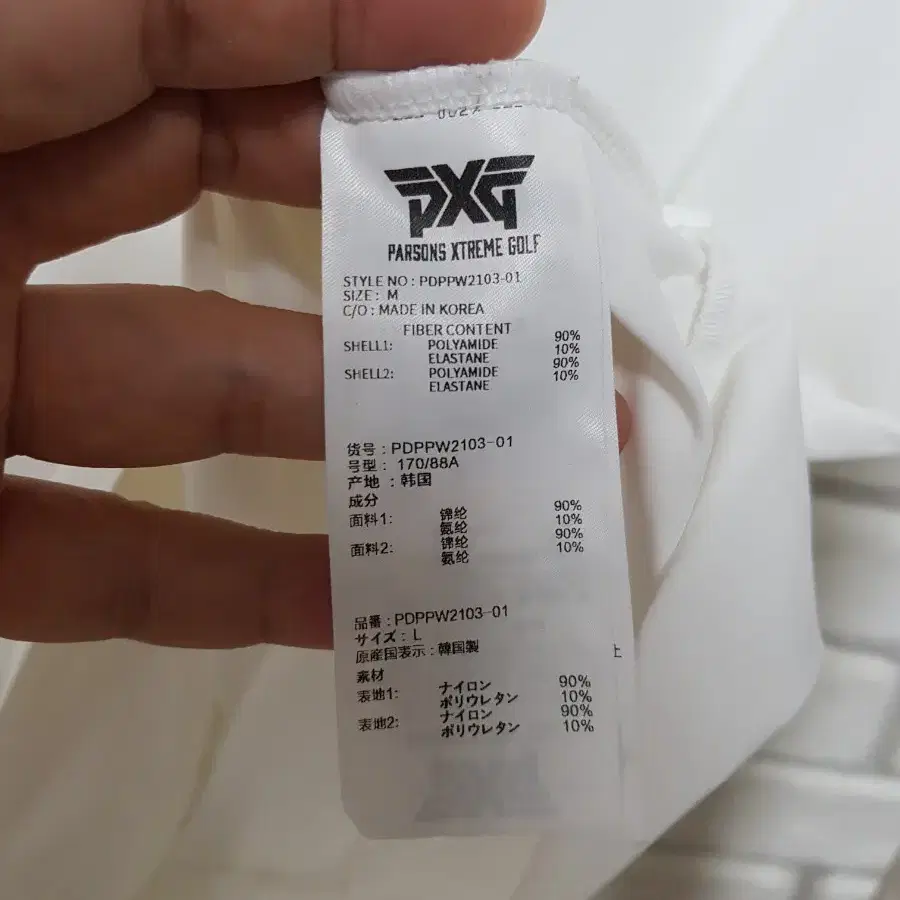 PXG
PARSONS XTREME GOLF
STYLE NO : PDPPW2103-01
SIZE : M
C/O : MADE IN KOREA
FIBER CONTENT
SHELL1: POLYAMIDE 90%
ELASTANE 10%
SHELL2: POLYAMIDE 90%
ELASTANE 10%
货号 : PDPPW2103-01
号型 : 170/88A
产地 : 韩国
成分
面料1: 锦纶 90%
氨纶 10%
面料2: 锦纶 90%
氨纶 10%
品番 : PDPPW2103-01
サイズ : L
原産国表示 : 韓国製
素材
表地1: ナイロン 90%
ポリウレタン 10%
表地2: ナイロン 90%
ポリウレタン 10%